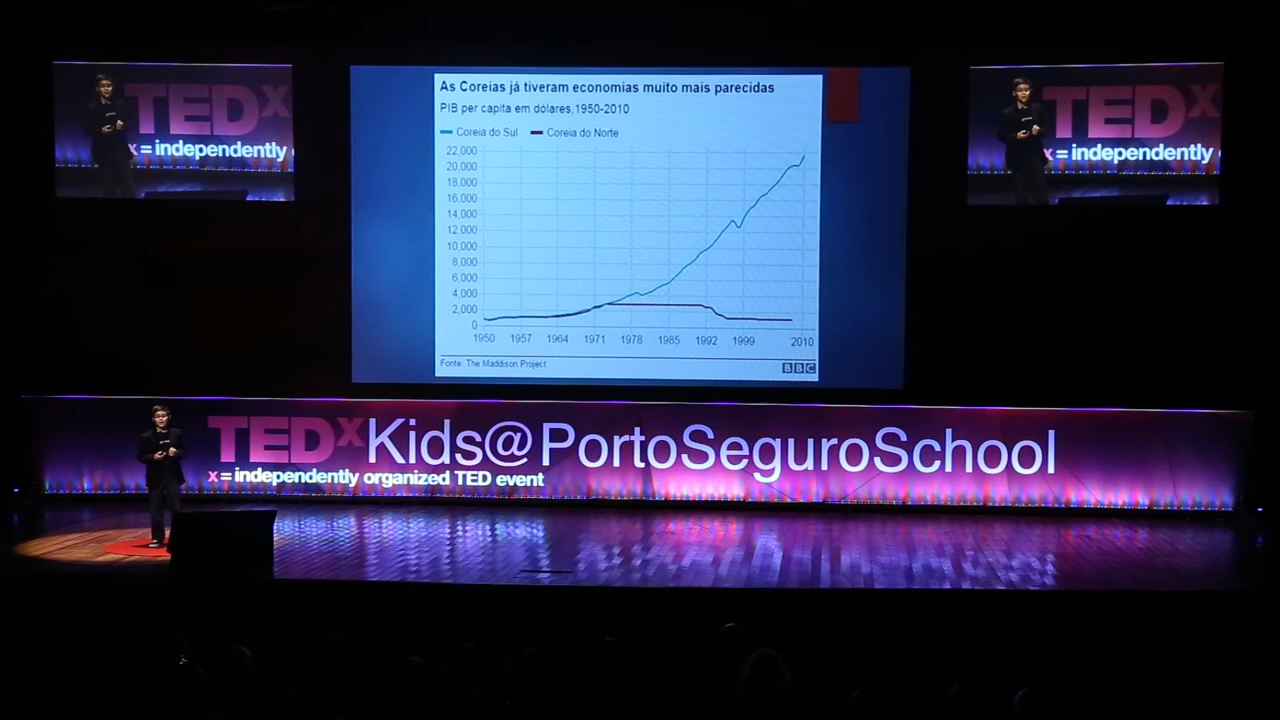 TEDx
x=independently
As Coreias já tiveram economias muito mais parecidas
PIB per capita em dólares,1950-2010
Coreia do Sul Coreia do Norte
22,000
20,000
18,000
16,000
14,000
12,000
10,000
8,000
6,000
4,000
2,000
0
1950 1957 1964 1971 1978 1985 1992 1999 2010
Fonte: The Maddison Project
BBC
TEDx
x=independently
TEDxKids@PortoSeguroSchool
x=independently organized TED event